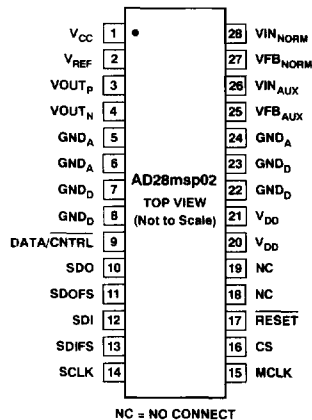 VCC 1 28 VINNORM
VREF 2 27 VFBNORM
VOUTP 3 26 VINAUX
VOUTN 4 25 VFBAUX
GNDA 5 24 GNDA
GNDA 6 23 GNDD
GNDD 7 22 GNDD
GNDD 8 21 VDD
DATA/CNTRL 9 20 VDD
SDO 10 19 NC
SDOFS 11 18 NC
SDI 12 17 RESET
SDIFS 13 16 CS
SCLK 14 15 MCLK
AD28msp02
TOP VIEW
(Not to Scale)
NC = NO CONNECT